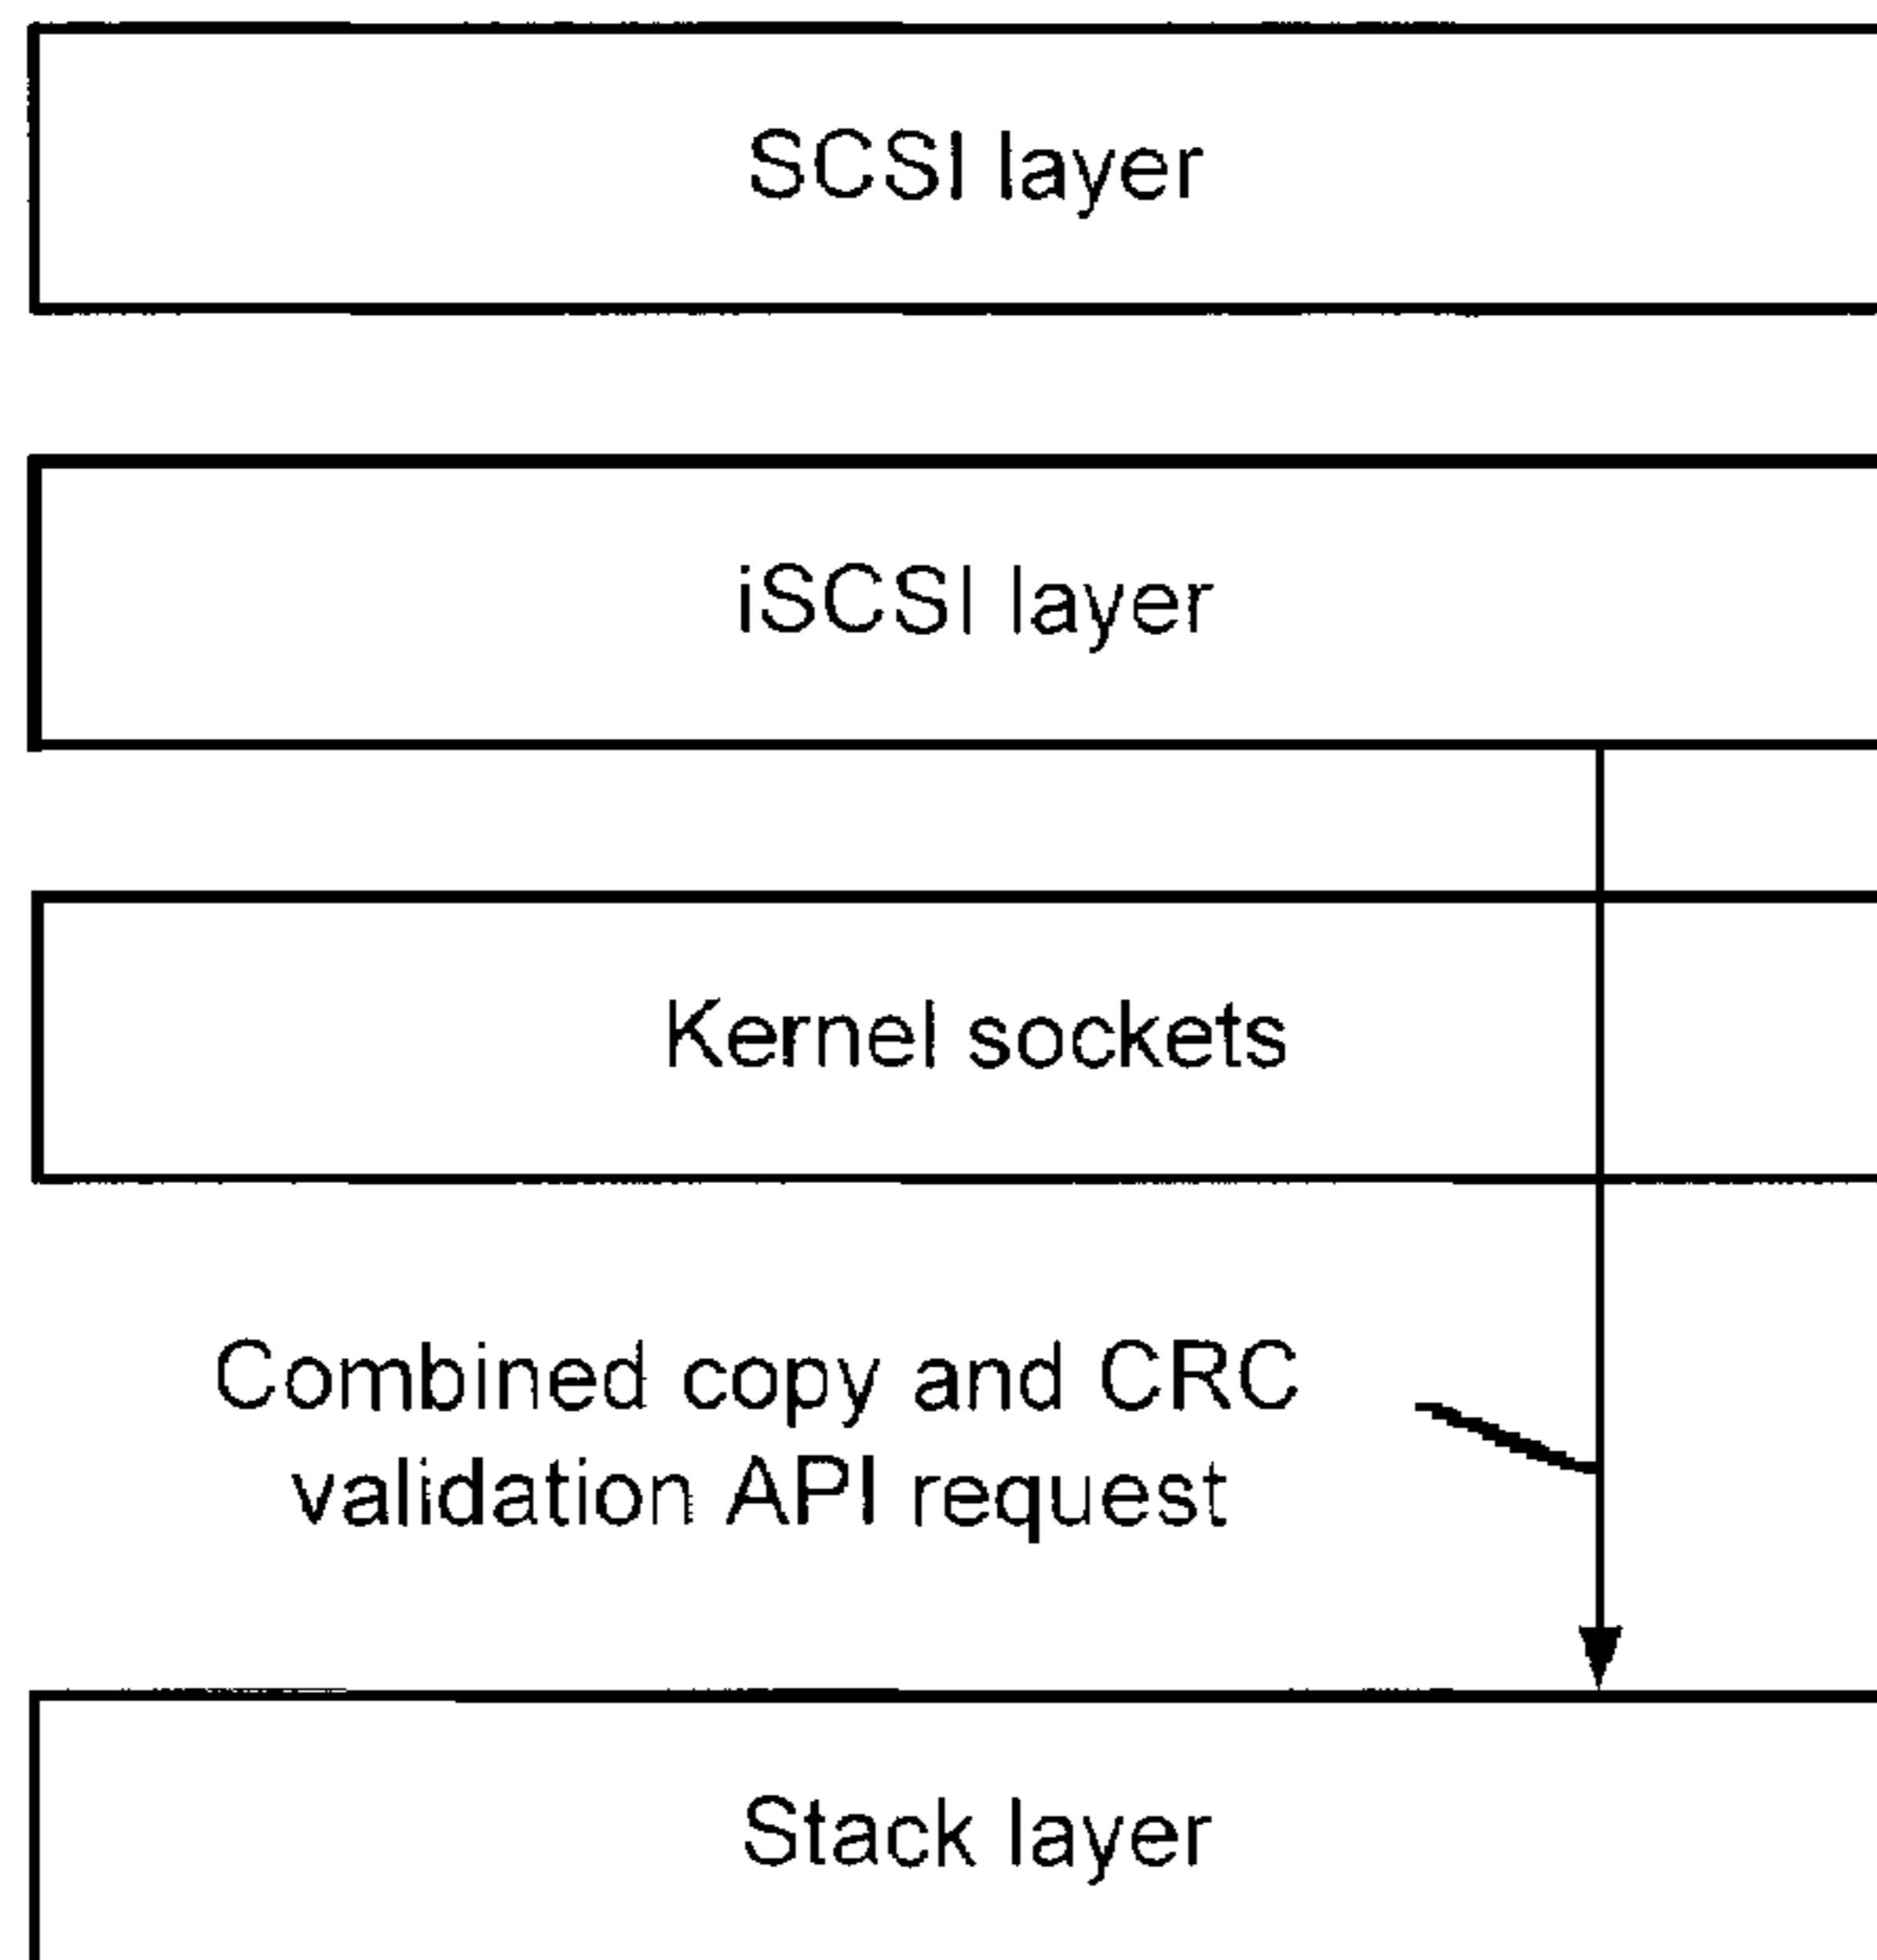 SCSI layer
iSCSI layer
Kernel sockets
Combined copy and CRC
validation API request
Stack layer